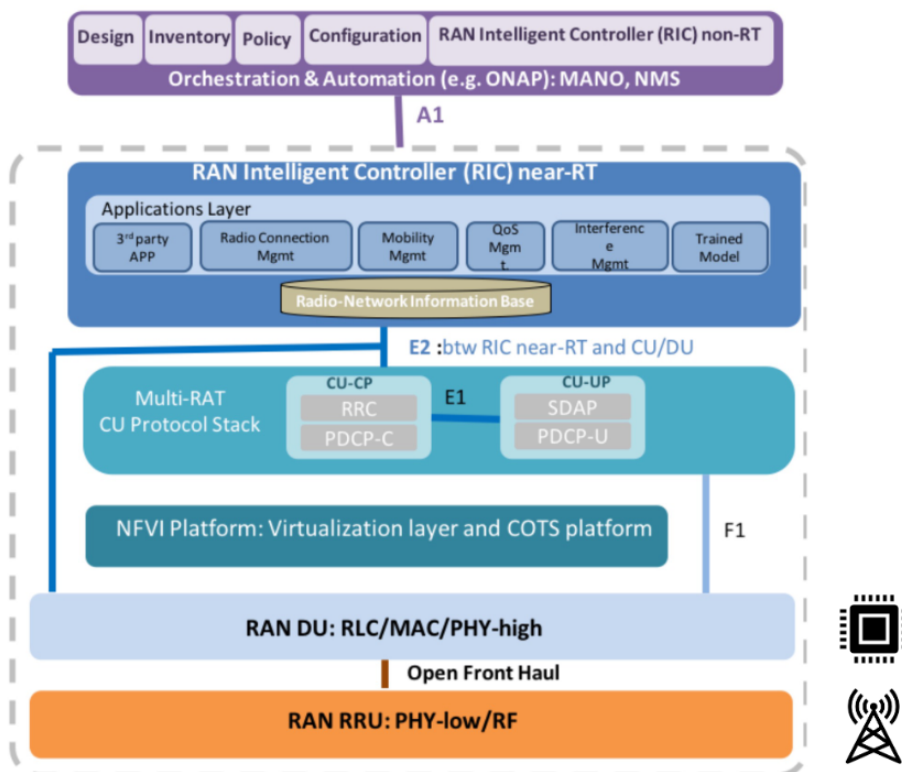 Design
Inventory
Policy
Configuration
RAN Intelligent Controller (RIC) non-RT
Orchestration & Automation (e.g. ONAP): MANO, NMS
A1
RAN Intelligent Controller (RIC) near-RT
Applications Layer
3rd party
APP
Radio Connection
Mgmt
Mobility
Mgmt
QoS
Mgm
t.
Interferenc
e
Mgmt
Trained
Model
Radio-Network Information Base
E2 :btw RIC near-RT and CU/DU
Multi-RAT
CU Protocol Stack
CU-CP
RRC
PDCP-C
E1
CU-UP
SDAP
PDCP-U
NFVI Platform: Virtualization layer and COTS platform
F1
RAN DU: RLC/MAC/PHY-high
Open Front Haul
RAN RRU: PHY-low/RF